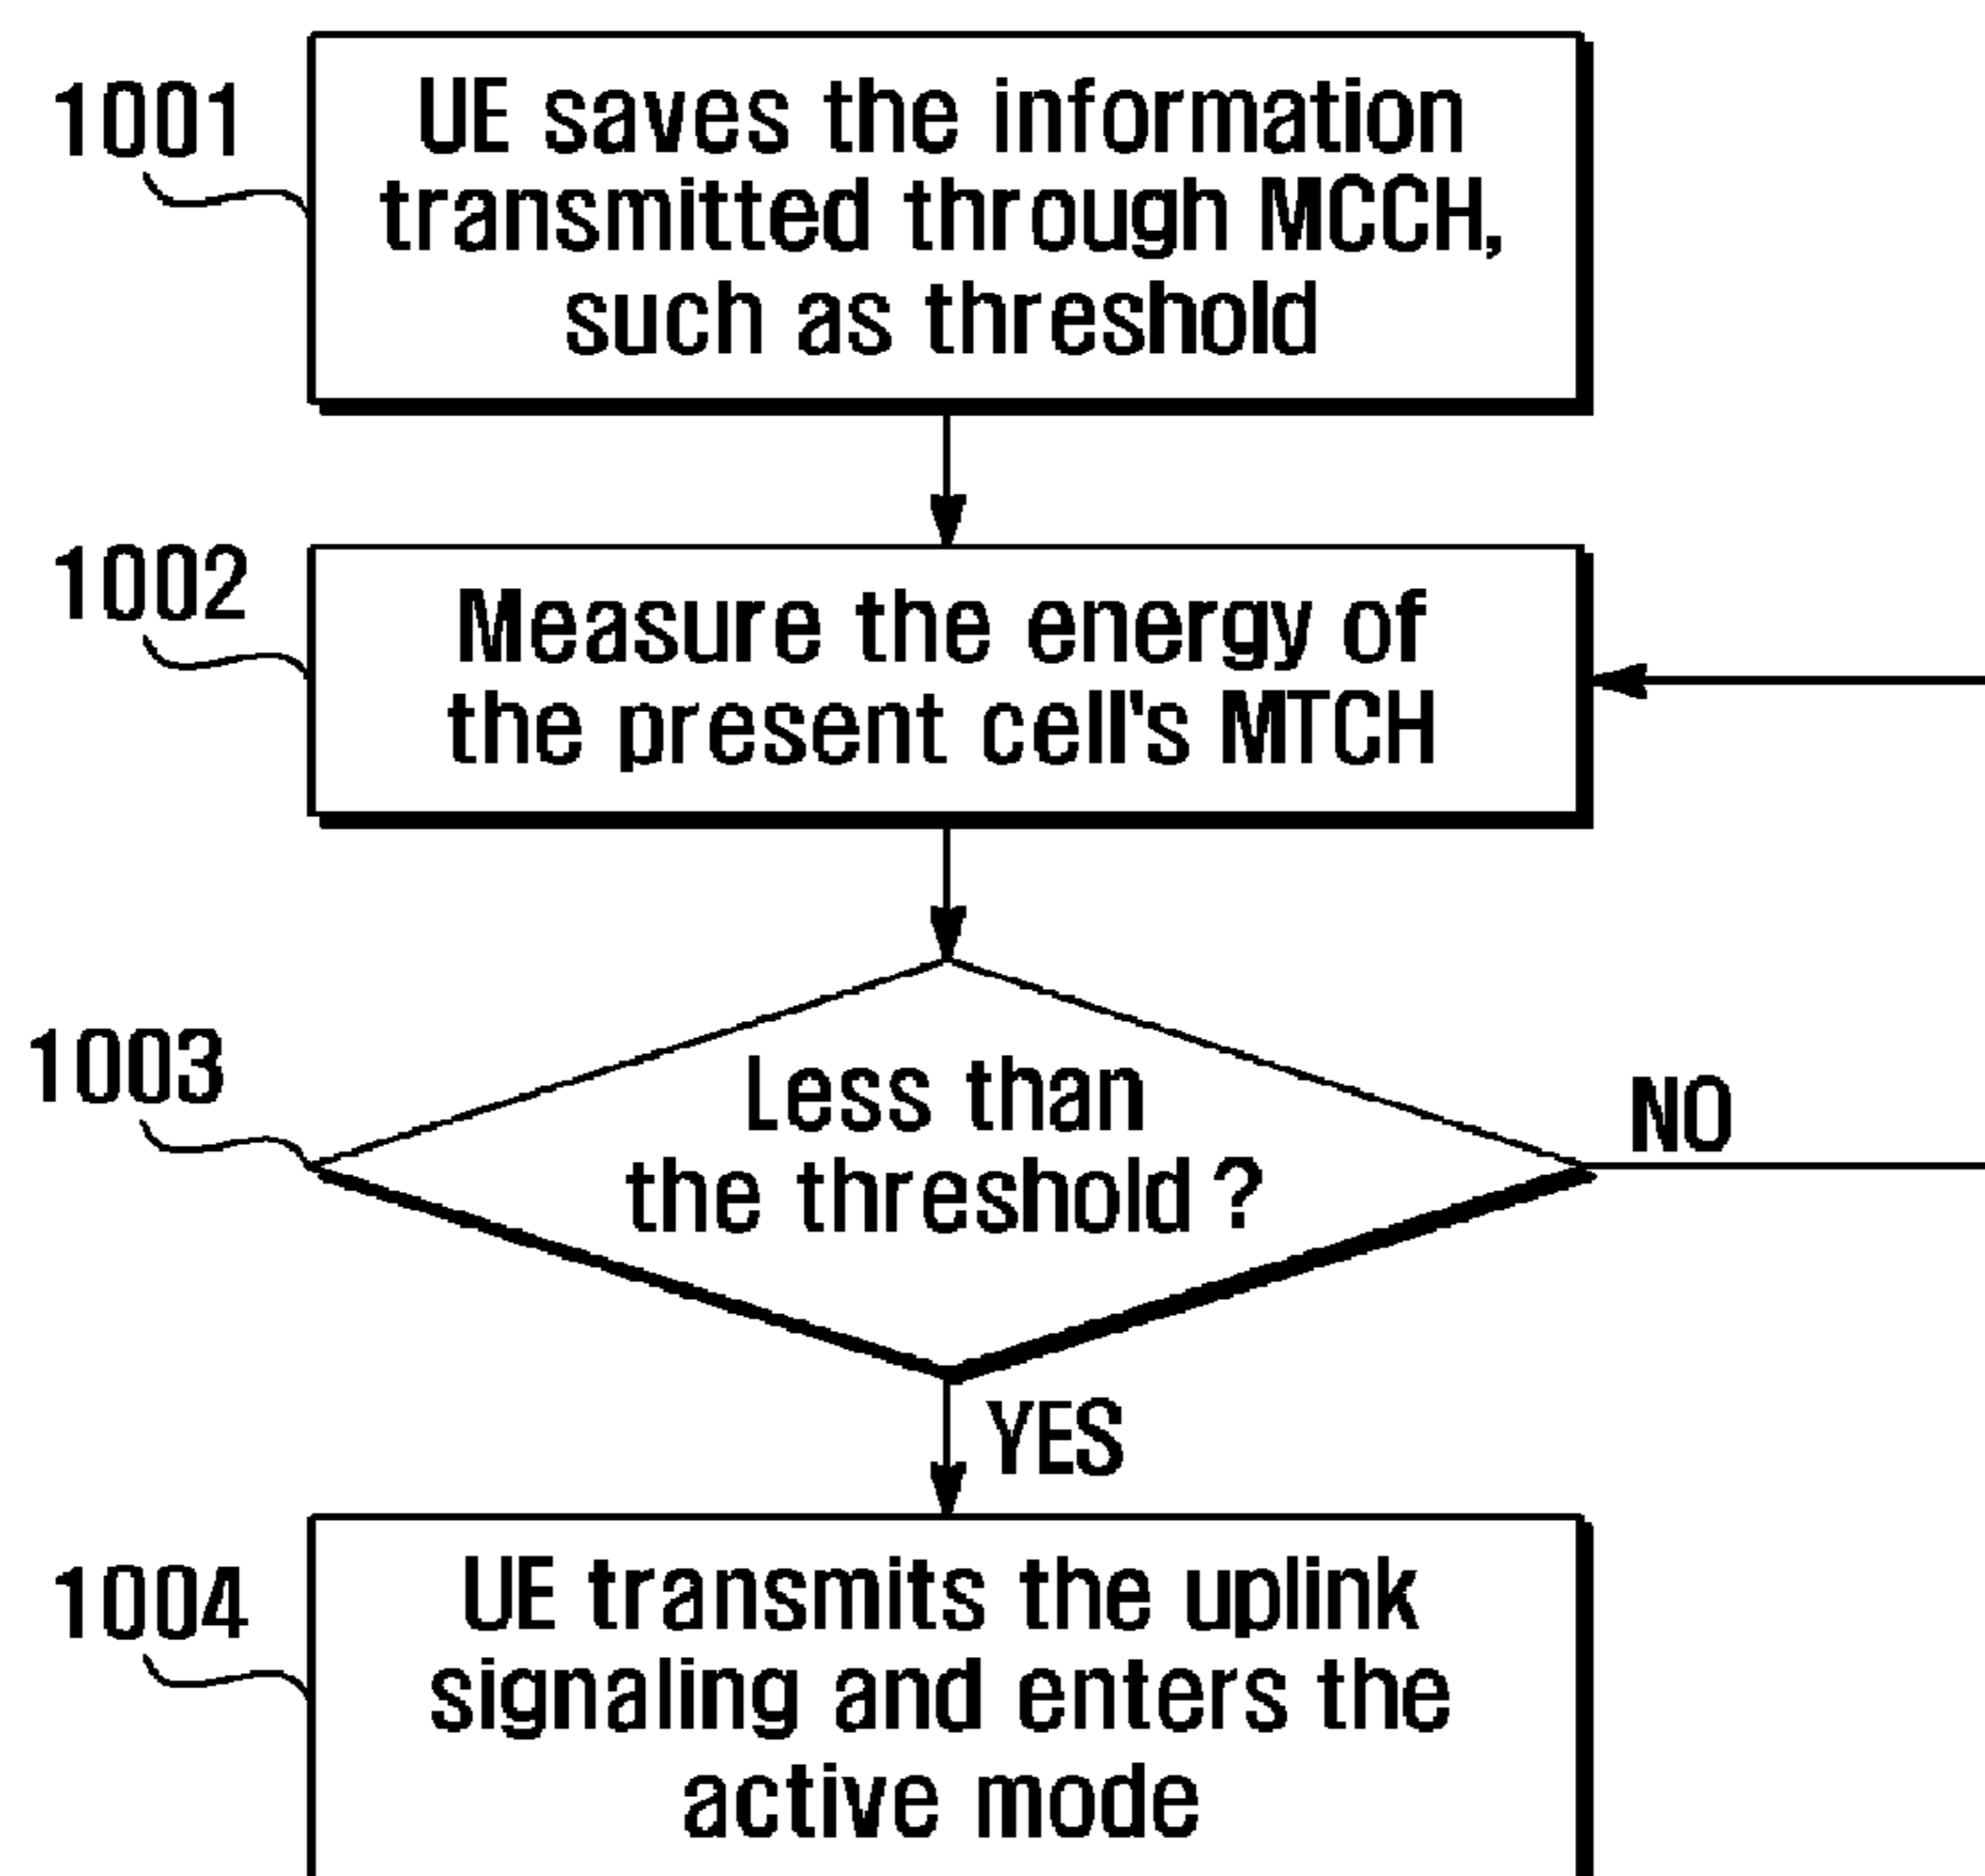 1001
UE saves the information
transmitted through MCCH,
such as threshold
1002
Measure the energy of
the present cell's MTCH
1003
Less than
the threshold ?
NO
YES
1004
UE transmits the uplink
signaling and enters the
active mode